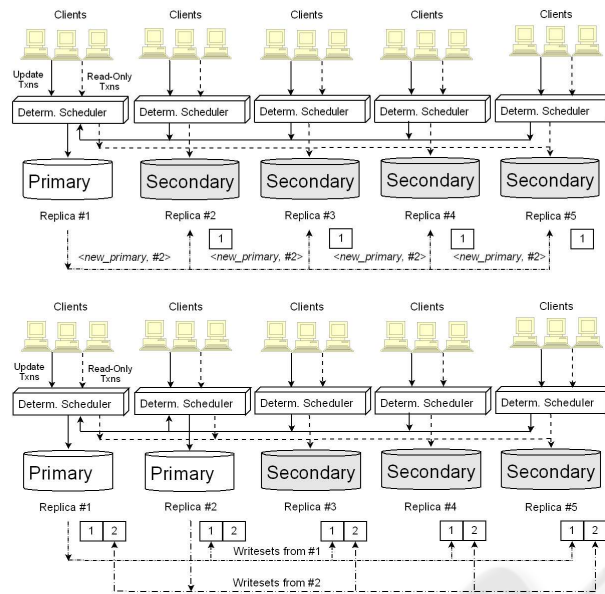 Clients Clients Clients Clients Clients
Update Txns Read-Only Txns
Determ. Scheduler Determ. Scheduler Determ. Scheduler Determ. Scheduler Determ. Scheduler
Primary Secondary Secondary Secondary Secondary
Replica #1 Replica #2 Replica #3 Replica #4 Replica #5
1 1 1 1
<new_primary, #2> <new_primary, #2> <new_primary, #2> <new_primary, #2>
Clients Clients Clients Clients Clients
Update Txns Read-Only Txns
Determ. Scheduler Determ. Scheduler Determ. Scheduler Determ. Scheduler Determ. Scheduler
Primary Primary Secondary Secondary Secondary
Replica #1 Replica #2 Replica #3 Replica #4 Replica #5
1 2 1 2 1 2 1 2 1 2
Writesets from #1
Writesets from #2